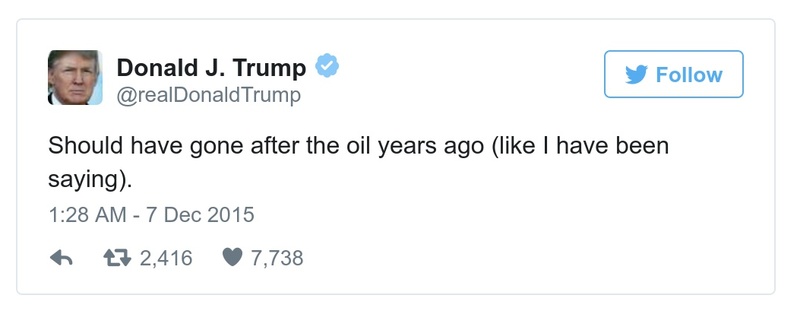 Donald J. Trump
@realDonaldTrump
Follow
Should have gone after the oil years ago (like I have been
saying).
1:28 AM - 7 Dec 2015
2,416 7,738